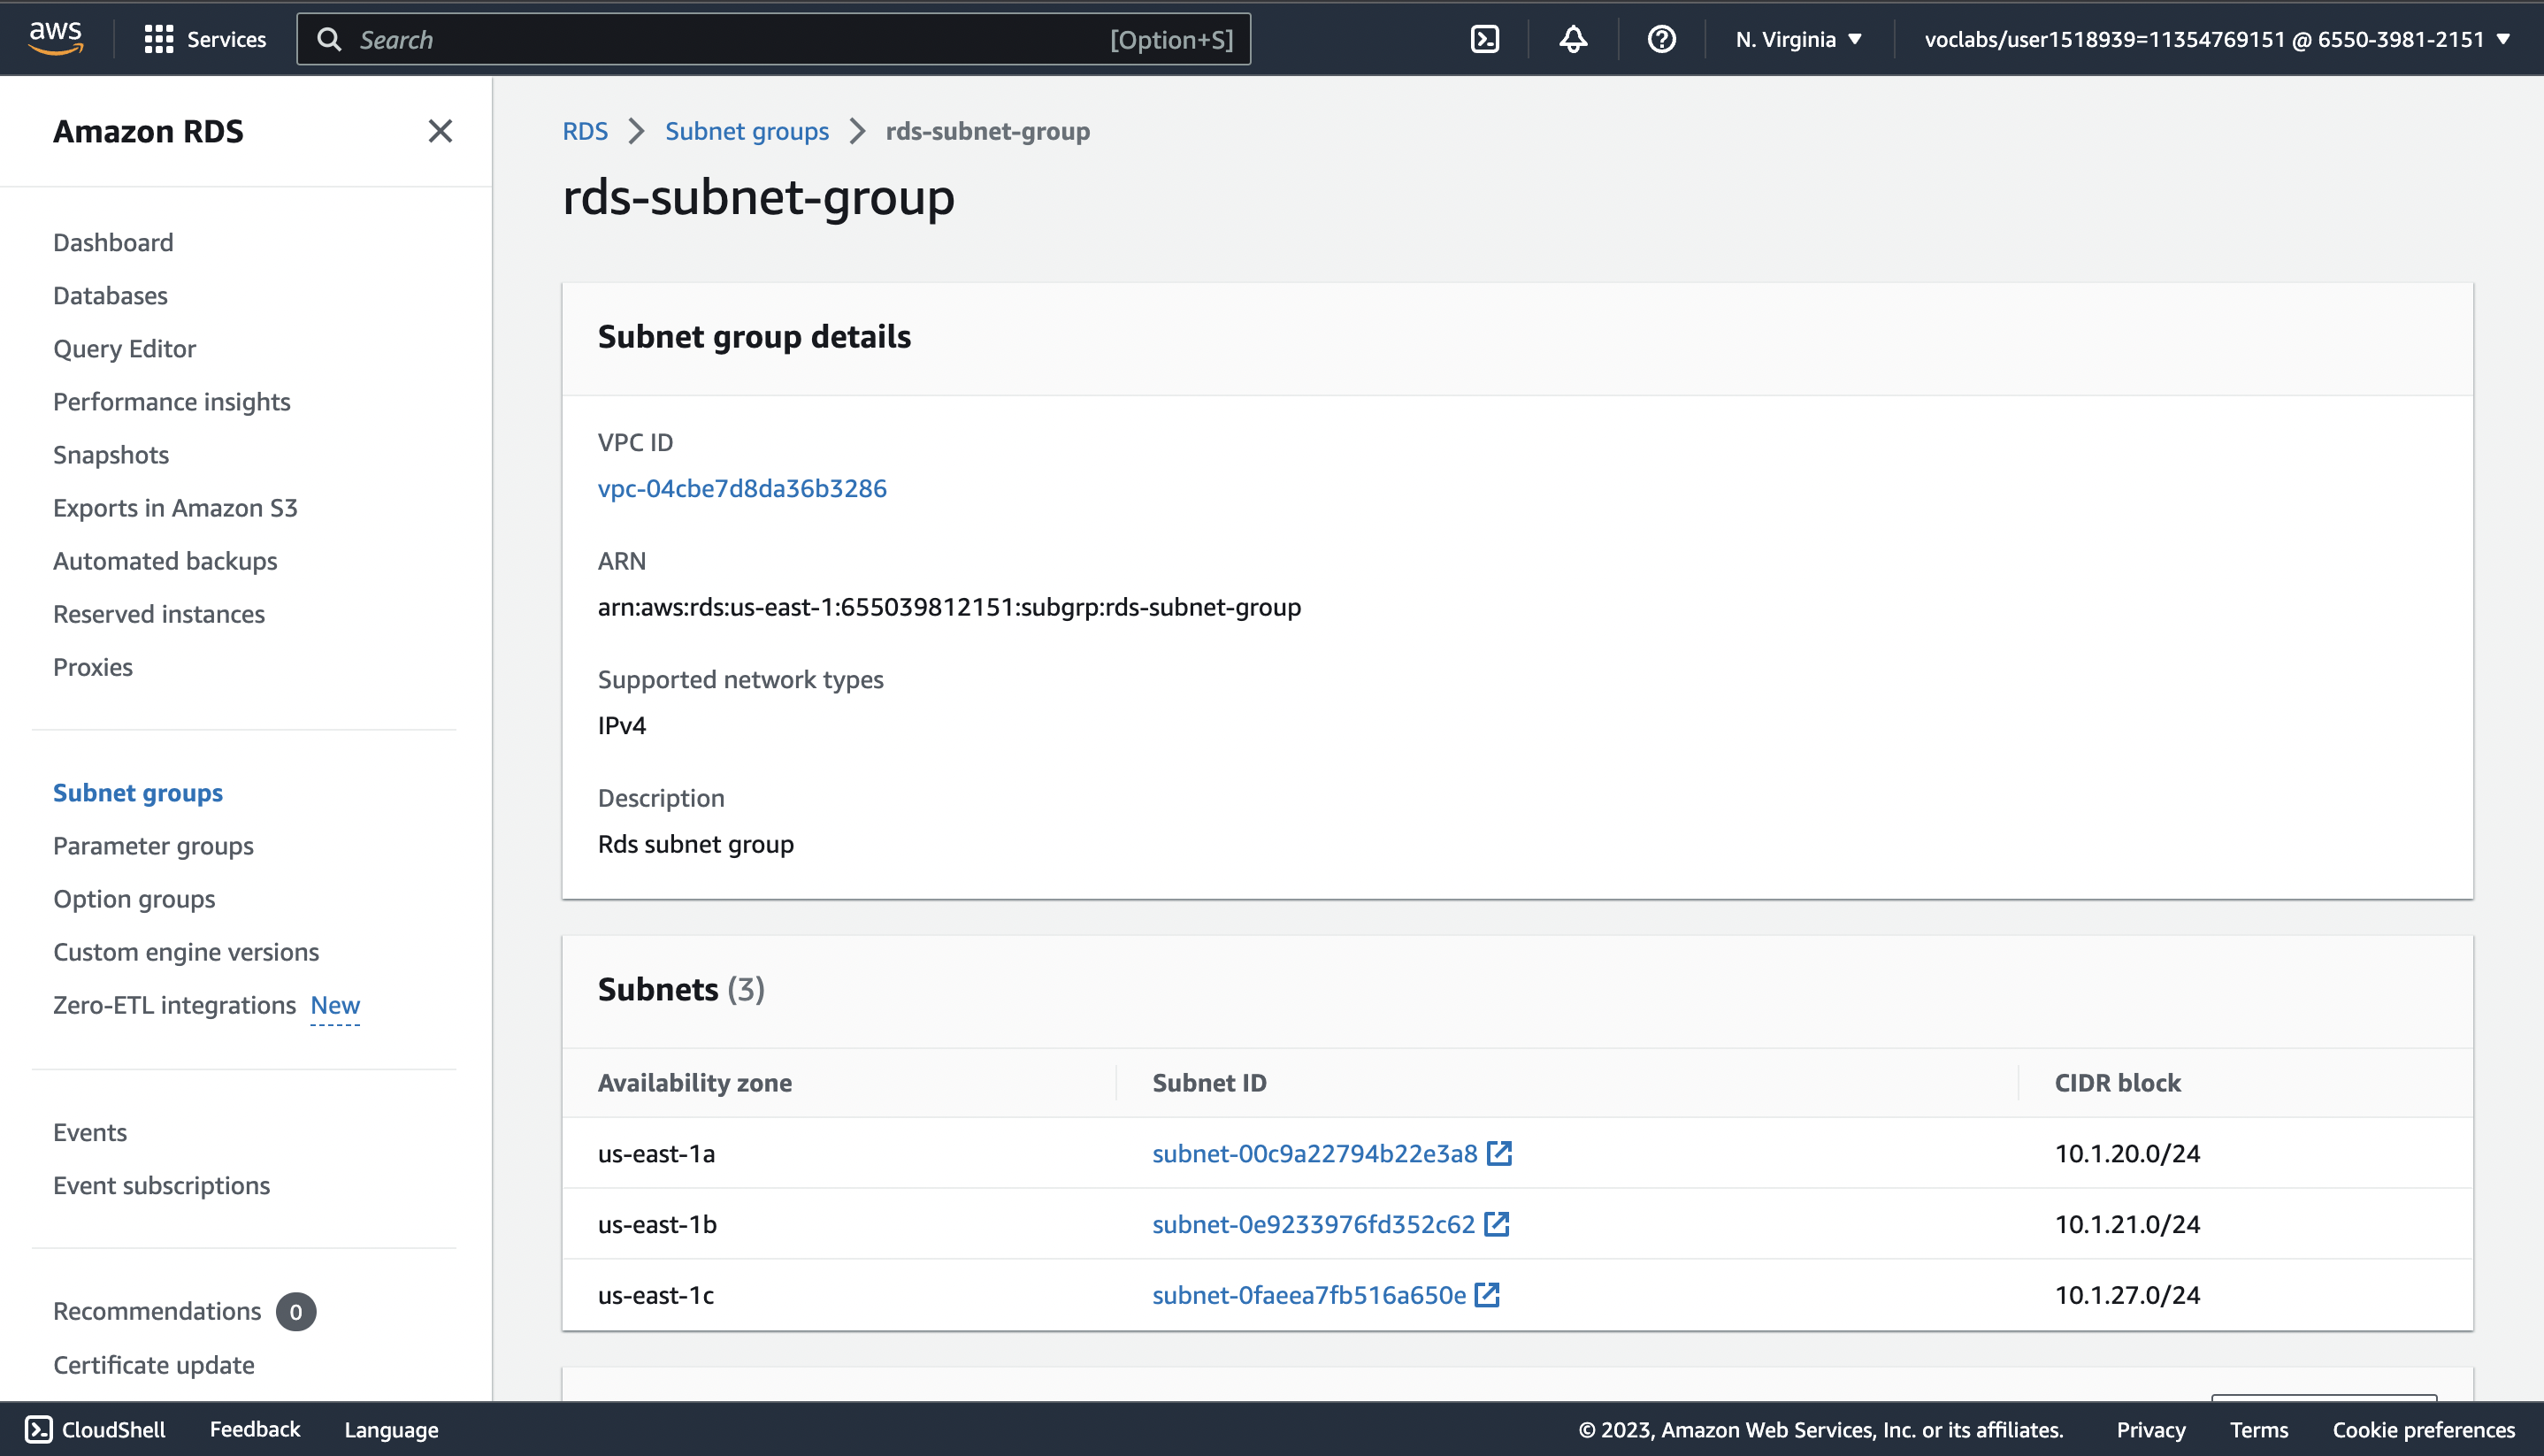 aws Services Search [Option+S] N. Virginia voclabs/user1518939=11354769151 @ 6550-3981-2151
Amazon RDS
Dashboard
Databases
Query Editor
Performance insights
Snapshots
Exports in Amazon S3
Automated backups
Reserved instances
Proxies
Subnet groups
Parameter groups
Option groups
Custom engine versions
Zero-ETL integrations New
Events
Event subscriptions
Recommendations 0
Certificate update
RDS Subnet groups rds-subnet-group
rds-subnet-group
Subnet group details
VPC ID
vpc-04cbe7d8da36b3286
ARN
arn:aws:rds:us-east-1:655039812151:subgrp:rds-subnet-group
Supported network types
IPv4
Description
Rds subnet group
Subnets (3)
Availability zone Subnet ID CIDR block
us-east-1a subnet-00c9a22794b22e3a8 10.1.20.0/24
us-east-1b subnet-0e9233976fd352c62 10.1.21.0/24
us-east-1c subnet-0faeea7fb516a650e 10.1.27.0/24
CloudShell Feedback Language © 2023, Amazon Web Services, Inc. or its affiliates. Privacy Terms Cookie preferences